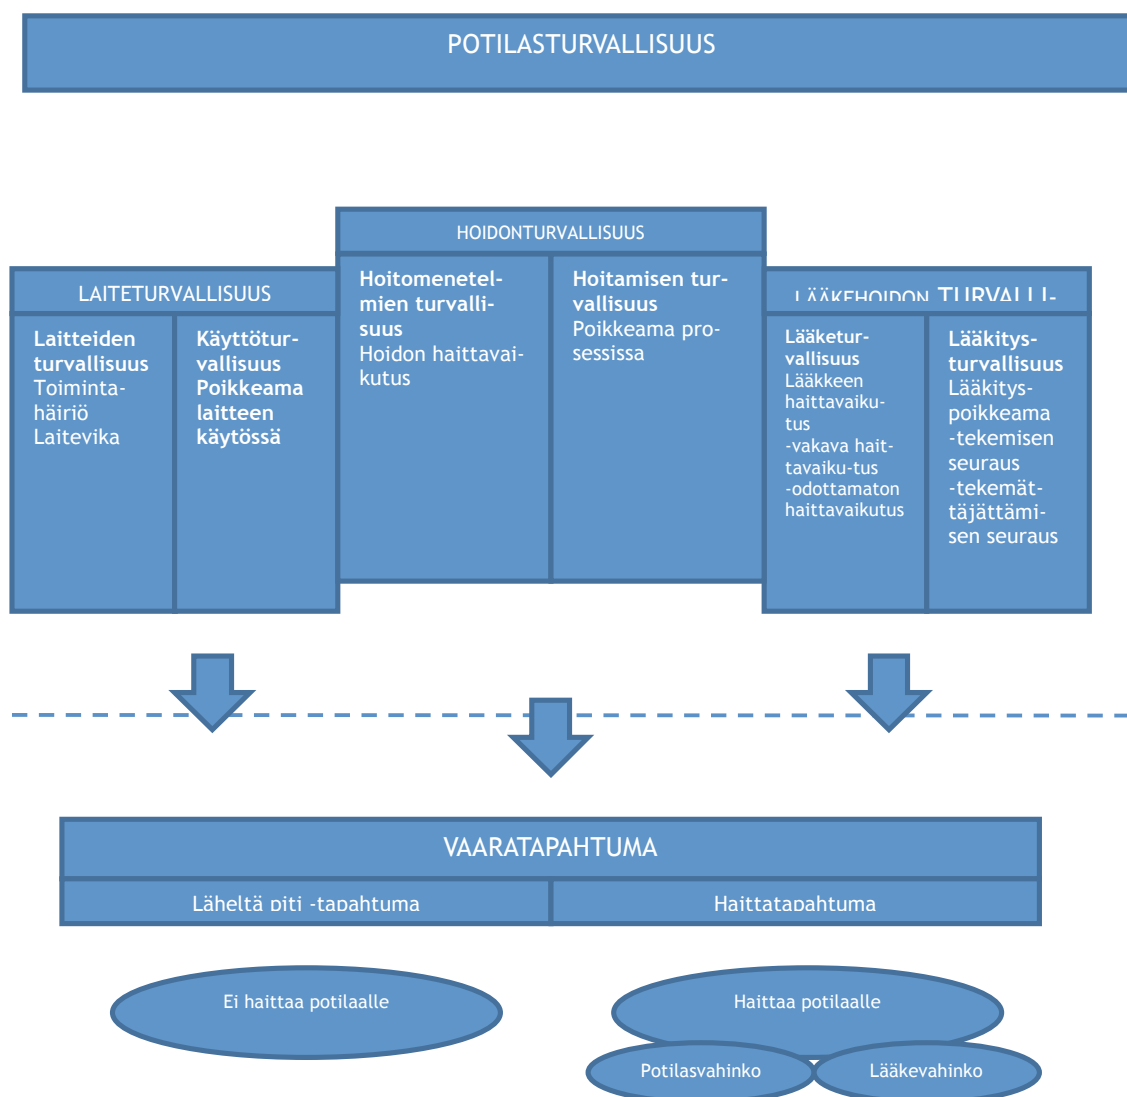 POTILASTURVALLISUUS
HOIDONTURVALLISUUS
LAITETURVALLISUUS
LÄÄKEHOIDON TURVALLI-
Laitteiden
turvallisuus
Toiminta-
häiriö
Laitevika
Käyttötur-
vallisuus
Poikkeama
laitteen
käytössä
Hoitomenetel-
mien turvalli-
suus
Hoidon haittavai-
kutus
Hoitamisen tur-
vallisuus
Poikkeama pro-
sessissa
Lääketur-
vallisuus
Lääkkeen
haittavaiku-
tus
-vakava hait-
tavaiku-tus
-odottamaton
haittavaikutus
Lääkitys-
turvallisuus
Lääkitys-
poikkeama
-tekemisen
seuraus
-tekemät-
täjättämi-
sen seuraus
VAARATAPAHTUMA
Läheltä piti -tapahtuma
Haittatapahtuma
Ei haittaa potilaalle
Haittaa potilaalle
Potilasvahinko
Lääkevahinko